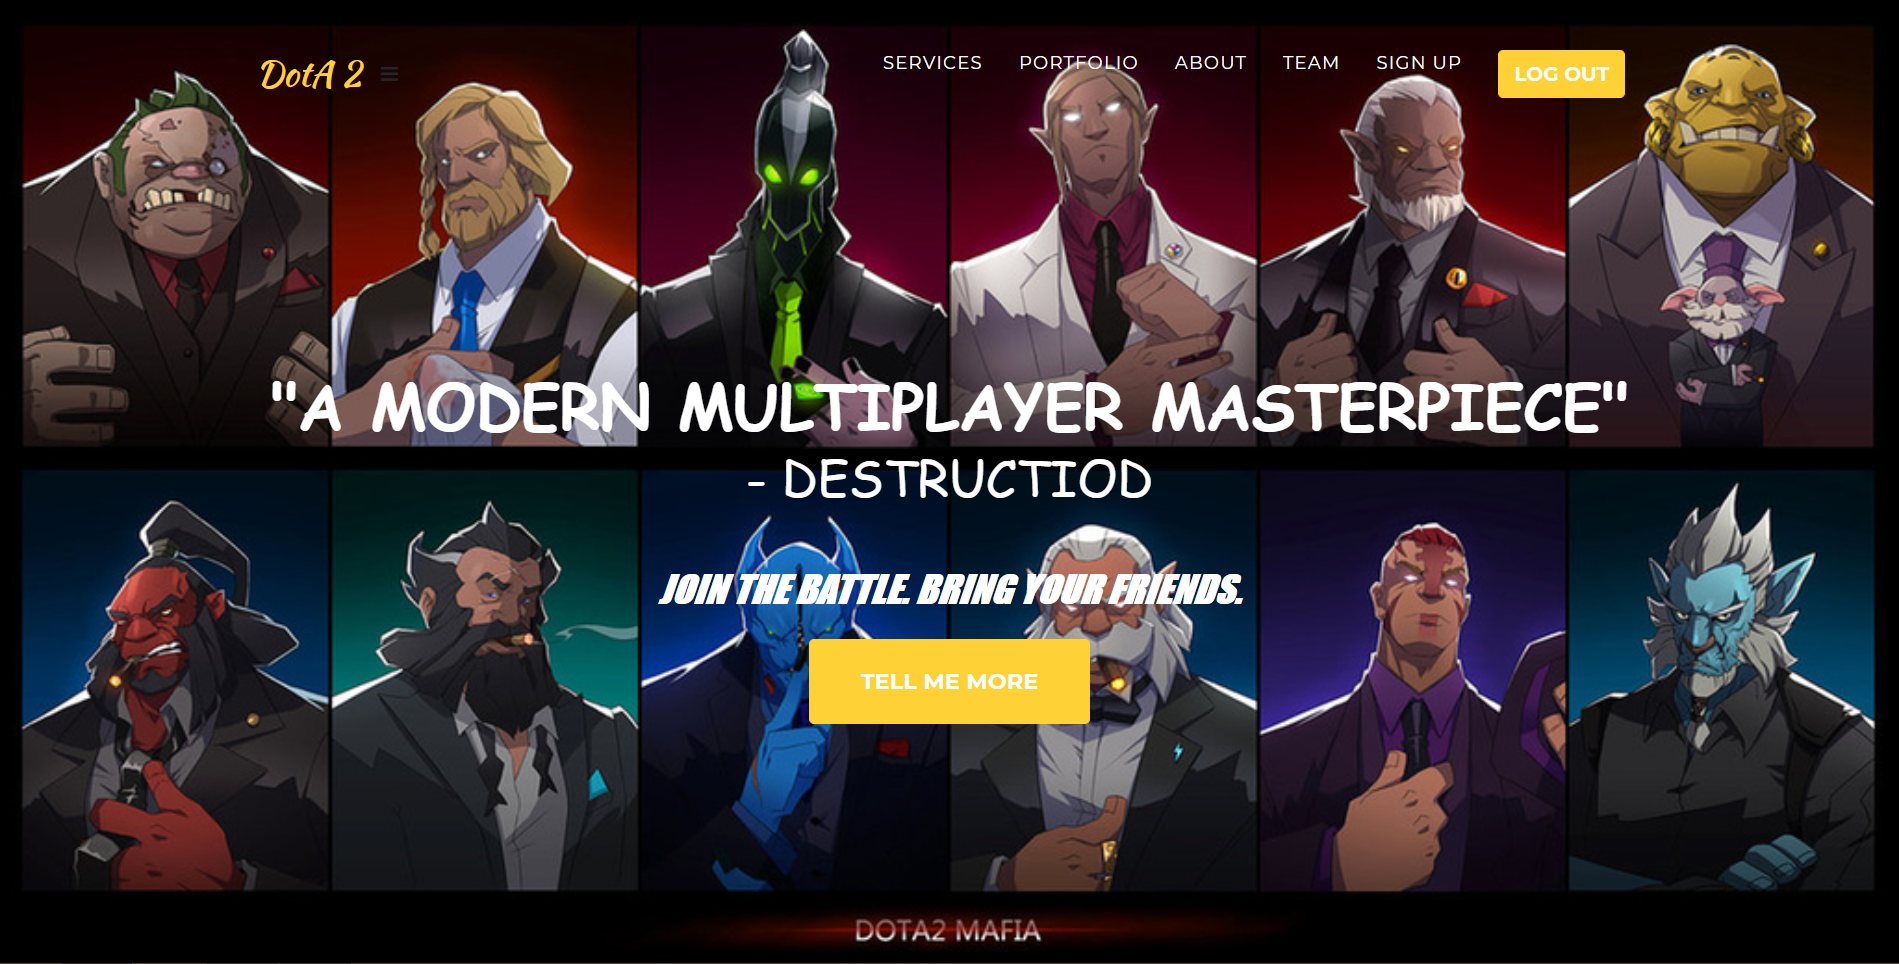 DotA 2
SERVICES PORTFOLIO ABOUT TEAM SIGN UP LOG OUT
"A MODERN MULTIPLAYER MASTERPIECE"
- DESTRUCTIOD
JOIN THE BATTLE. BRING YOUR FRIENDS.
TELL ME MORE
DOTA2 MAFIA